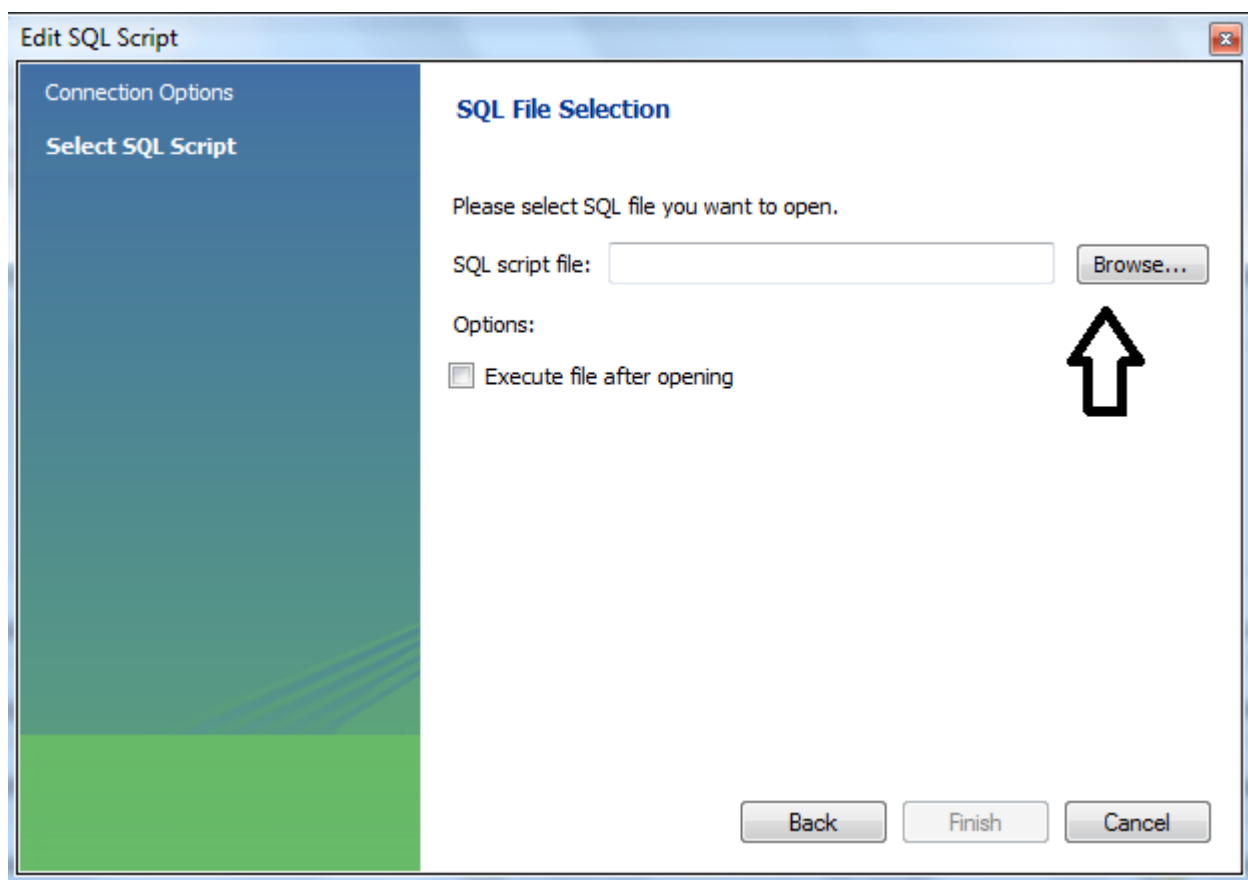 Edit SQL Script
Connection Options
Select SQL Script
SQL File Selection
Please select SQL file you want to open.
SQL script file:
Browse...
Options:
Execute file after opening
Back
Finish
Cancel